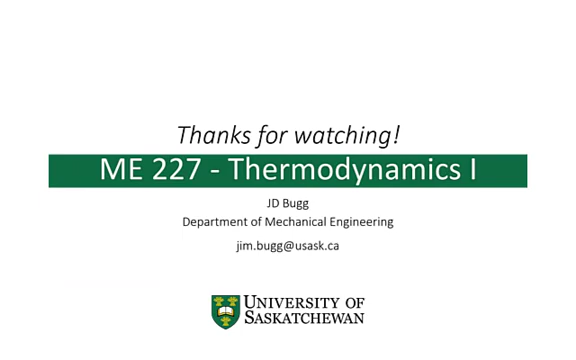 Thanks for watching!
ME 227 - Thermodynamics I
JD Bugg
Department of Mechanical Engineering
jim.bugg@usask.ca
UNIVERSITY OF
SASKATCHEWAN